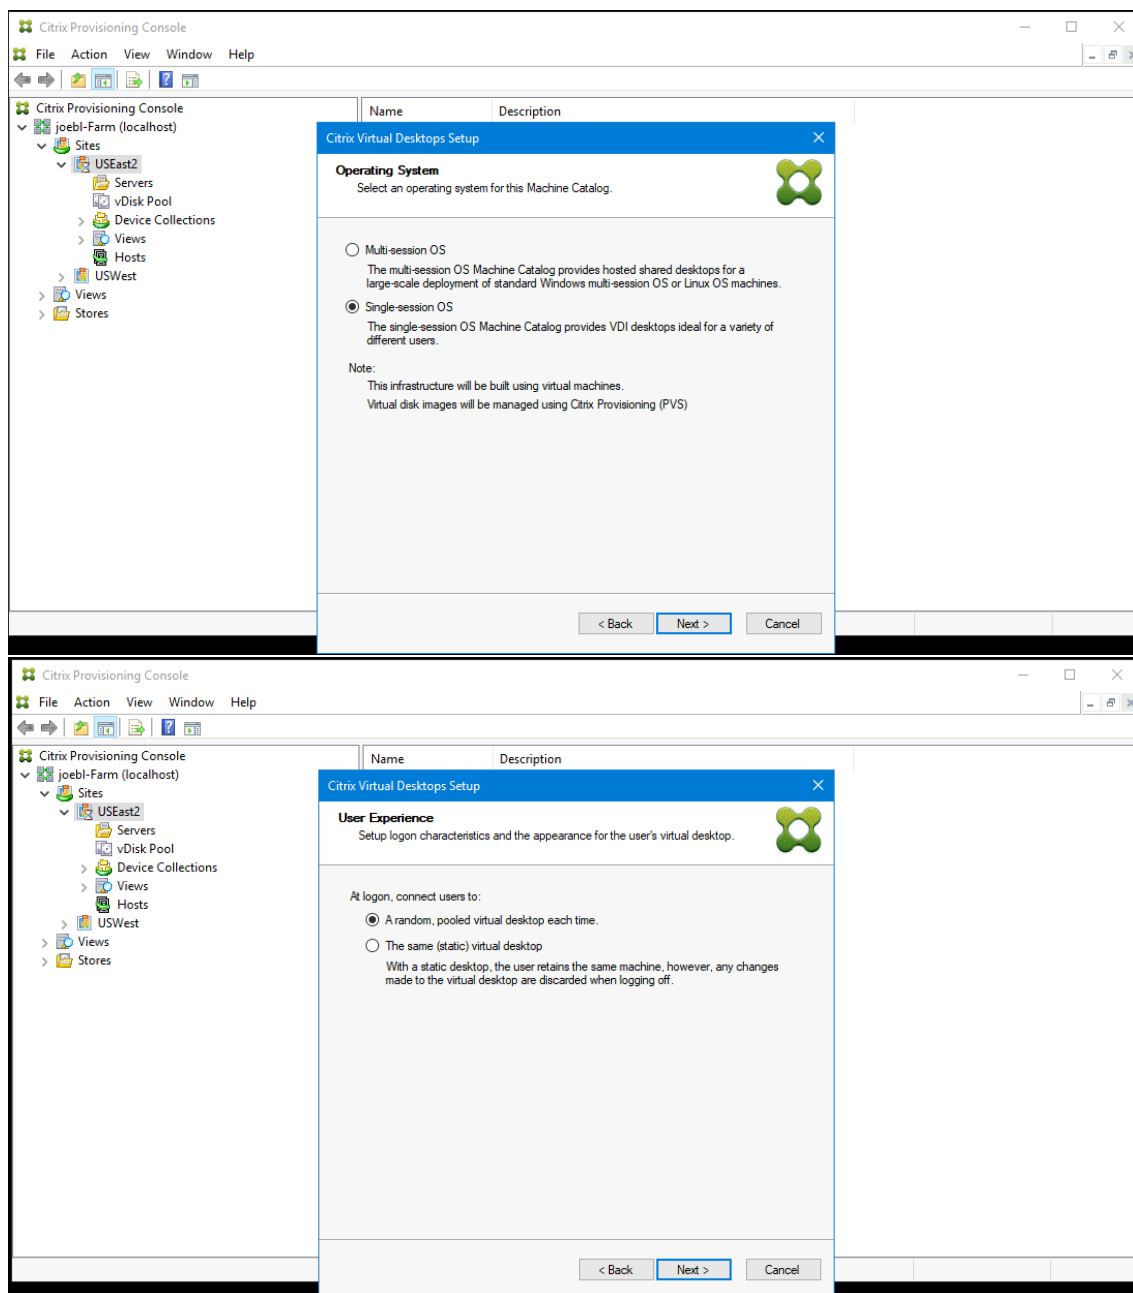 Citrix Provisioning Console
File Action View Window Help
Citrix Provisioning Console
joebl-Farm (localhost)
Sites
USEast2
Servers
vDisk Pool
Device Collections
Views
Hosts
USWest
Views
Stores
Name Description
Citrix Virtual Desktops Setup
Operating System
Select an operating system for this Machine Catalog.
Multi-session OS
The multi-session OS Machine Catalog provides hosted shared desktops for a
large-scale deployment of standard Windows multi-session OS or Linux OS machines.
Single-session OS
The single-session OS Machine Catalog provides VDI desktops ideal for a variety of
different users.
Note:
This infrastructure will be built using virtual machines.
Virtual disk images will be managed using Citrix Provisioning (PVS)
< Back Next > Cancel
Citrix Provisioning Console
File Action View Window Help
Citrix Provisioning Console
joebl-Farm (localhost)
Sites
USEast2
Servers
vDisk Pool
Device Collections
Views
Hosts
USWest
Views
Stores
Name Description
Citrix Virtual Desktops Setup
User Experience
Setup logon characteristics and the appearance for the user's virtual desktop.
At logon, connect users to:
A random, pooled virtual desktop each time.
The same (static) virtual desktop
With a static desktop, the user retains the same machine, however, any changes
made to the virtual desktop are discarded when logging off.
< Back Next > Cancel